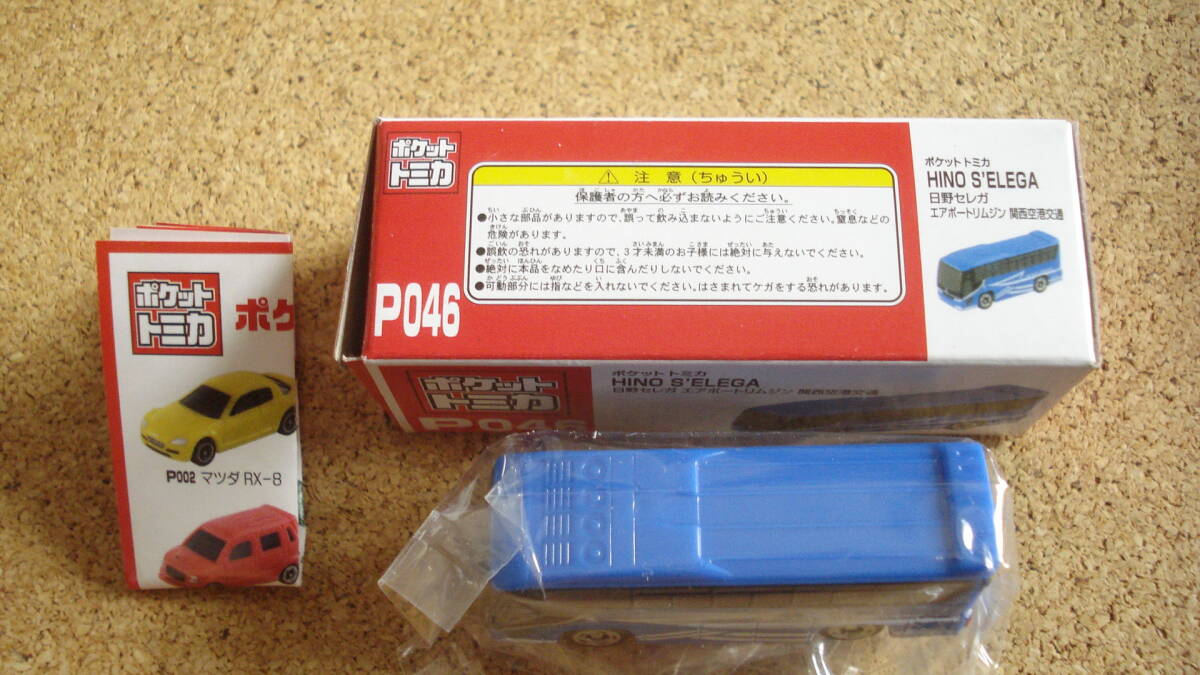 ポケット
トミカ
⚠ 注意(ちゅうい)
保護者の方へ必ずお読みください。
●小さな部品がありますので、誤って飲み込まないようにご注意ください。窒息などの
危険があります。
●誤飲の恐れがありますので、3才未満のお子様には絶対に与えないでください。
●絶対に本品をなめたり口に含んだりしないでください。
●可動部分には指などを入れないでください。はさまれてケガをする恐れがあります。
P046
ポケットトミカ
HINO S'ELEGA
日野セレガ
エアポートリムジン 関西空港交通
ポケット
トミカ
P046
ポケットトミカ
HINO S'ELEGA
日野セレガ エアポートリムジン 関西空港交通
ポケット
トミカ
ポケ
P002 マツダ RX-8